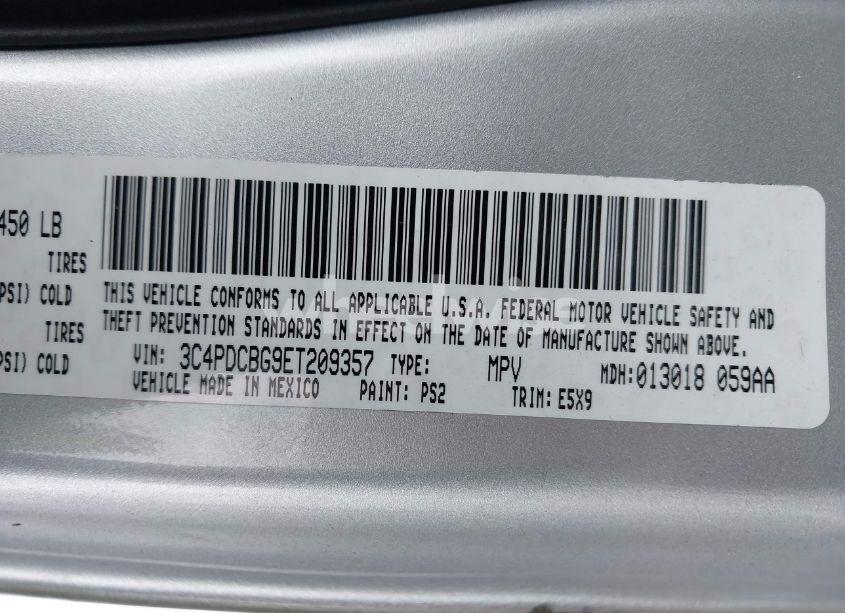 450 LB
TIRES
PSI) COLD
TIRES
PSI) COLD
THIS VEHICLE CONFORMS TO ALL APPLICABLE U.S.A. FEDERAL MOTOR VEHICLE SAFETY AND
THEFT PREVENTION STANDARDS IN EFFECT ON THE DATE OF MANUFACTURE SHOWN ABOVE.
VIN: 3C4PDCBG9ET209357 TYPE: MPV MDH:013018 059AA
VEHICLE MADE IN MEXICO PAINT: PS2 TRIM: E5X9